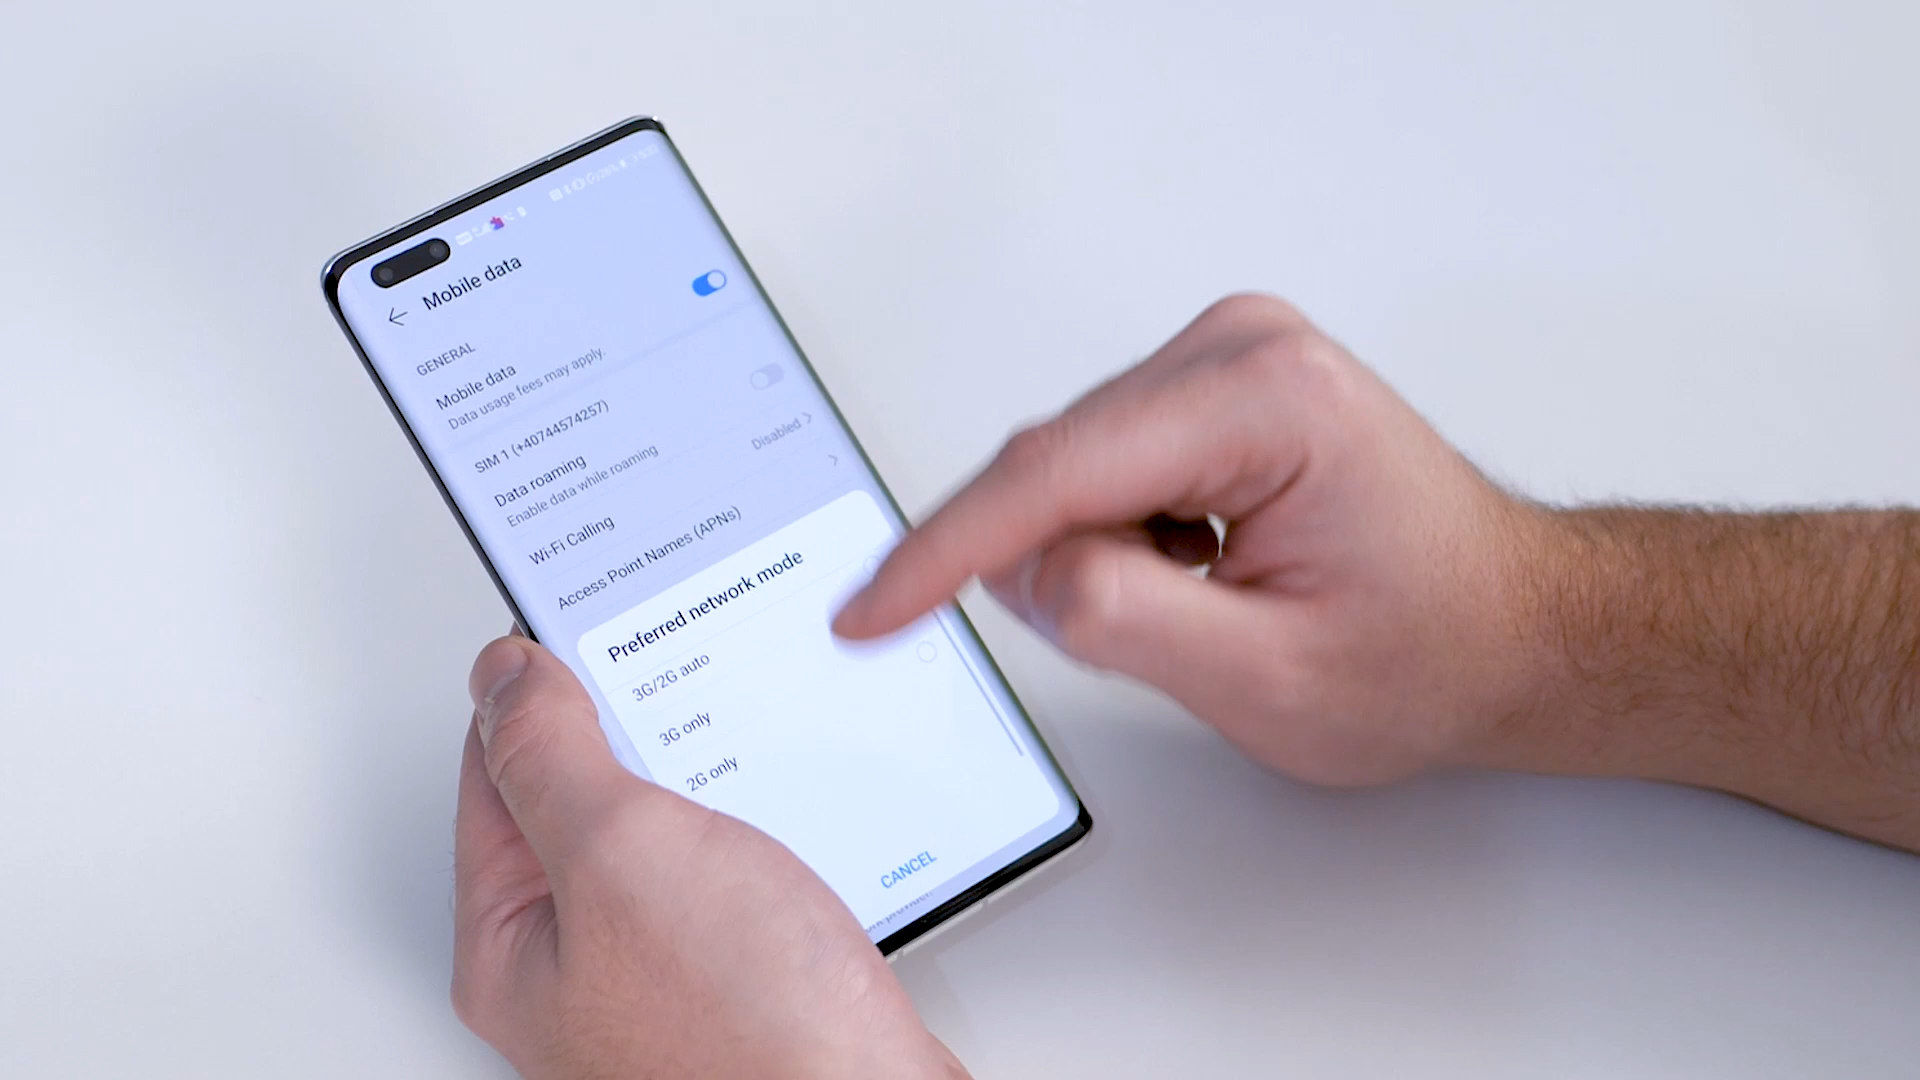 Mobile data
GENERAL
Mobile data
Data usage fees may apply.
SIM 1 (+40744574257)
Data roaming
Enable data while roaming
Wi-Fi Calling
Disabled
Access Point Names (APNs)
Preferred network mode
3G/2G auto
3G only
2G only
CANCEL